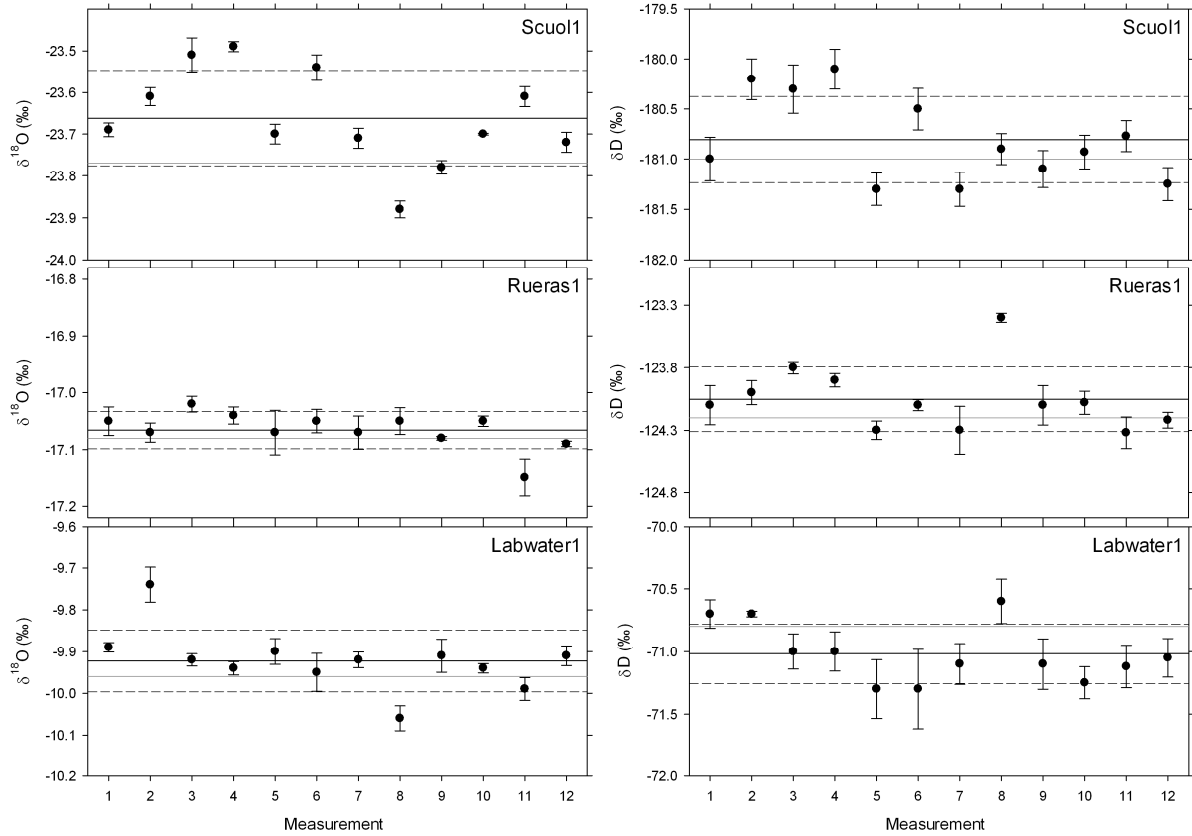 Scuol1
δ18O (‰)
-23.5
-23.6
-23.7
-23.8
-23.9
-24.0
Scuol1
δD (‰)
-179.5
-180.0
-180.5
-181.0
-181.5
-182.0
Rueras1
δ18O (‰)
-16.8
-16.9
-17.0
-17.1
-17.2
Rueras1
δD (‰)
-123.3
-123.8
-124.3
-124.8
Labwater1
δ18O (‰)
-9.6
-9.7
-9.8
-9.9
-10.0
-10.1
-10.2
1 2 3 4 5 6 7 8 9 10 11 12
Measurement
Labwater1
δD (‰)
-70.0
-70.5
-71.0
-71.5
-72.0
1 2 3 4 5 6 7 8 9 10 11 12
Measurement